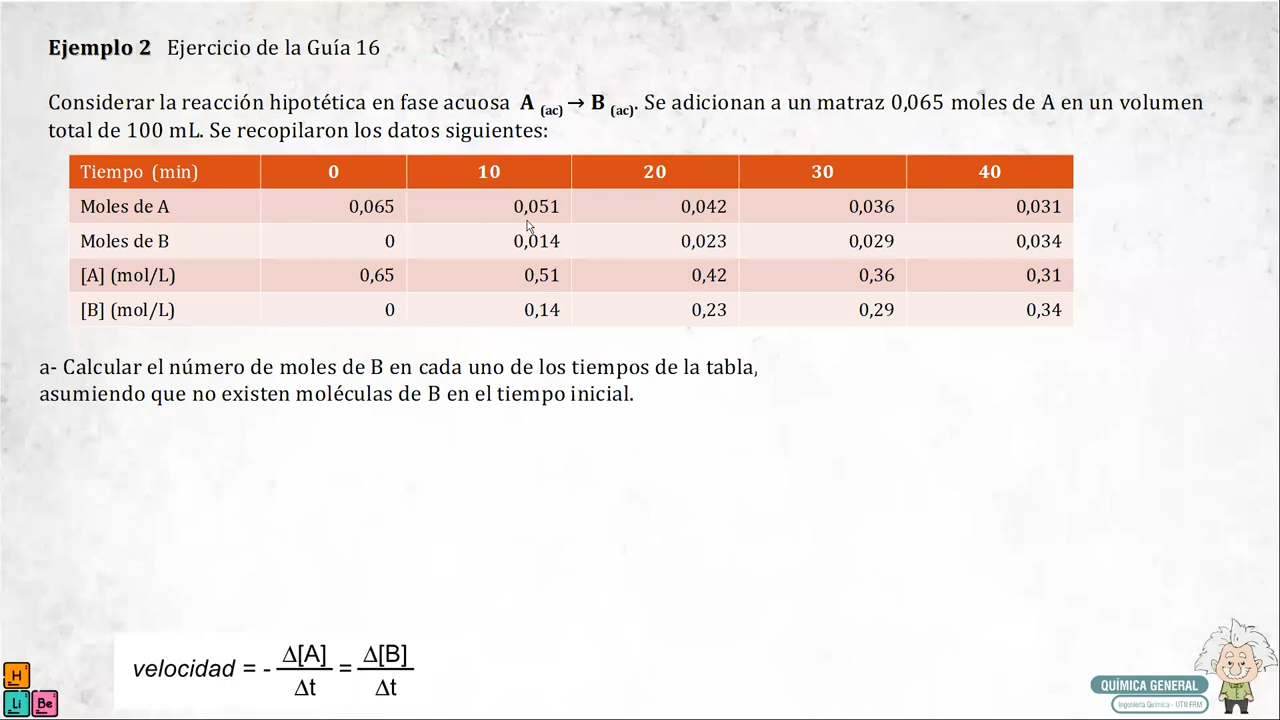 Ejemplo 2 Ejercicio de la Guía 16
Considerar la reacción hipotética en fase acuosa A (ac) → B (ac). Se adicionan a un matraz 0,065 moles de A en un volumen
total de 100 mL. Se recopilaron los datos siguientes:
Tiempo (min) 0 10 20 30 40
Moles de A 0,065 0,051 0,042 0,036 0,031
Moles de B 0 0,014 0,023 0,029 0,034
[A] (mol/L) 0,65 0,51 0,42 0,36 0,31
[B] (mol/L) 0 0,14 0,23 0,29 0,34
a- Calcular el número de moles de B en cada uno de los tiempos de la tabla,
asumiendo que no existen moléculas de B en el tiempo inicial.
velocidad = - Δ[A]/Δt = Δ[B]/Δt
H
Li Be
QUÍMICA GENERAL
Ingeniería Química - UTN FRM